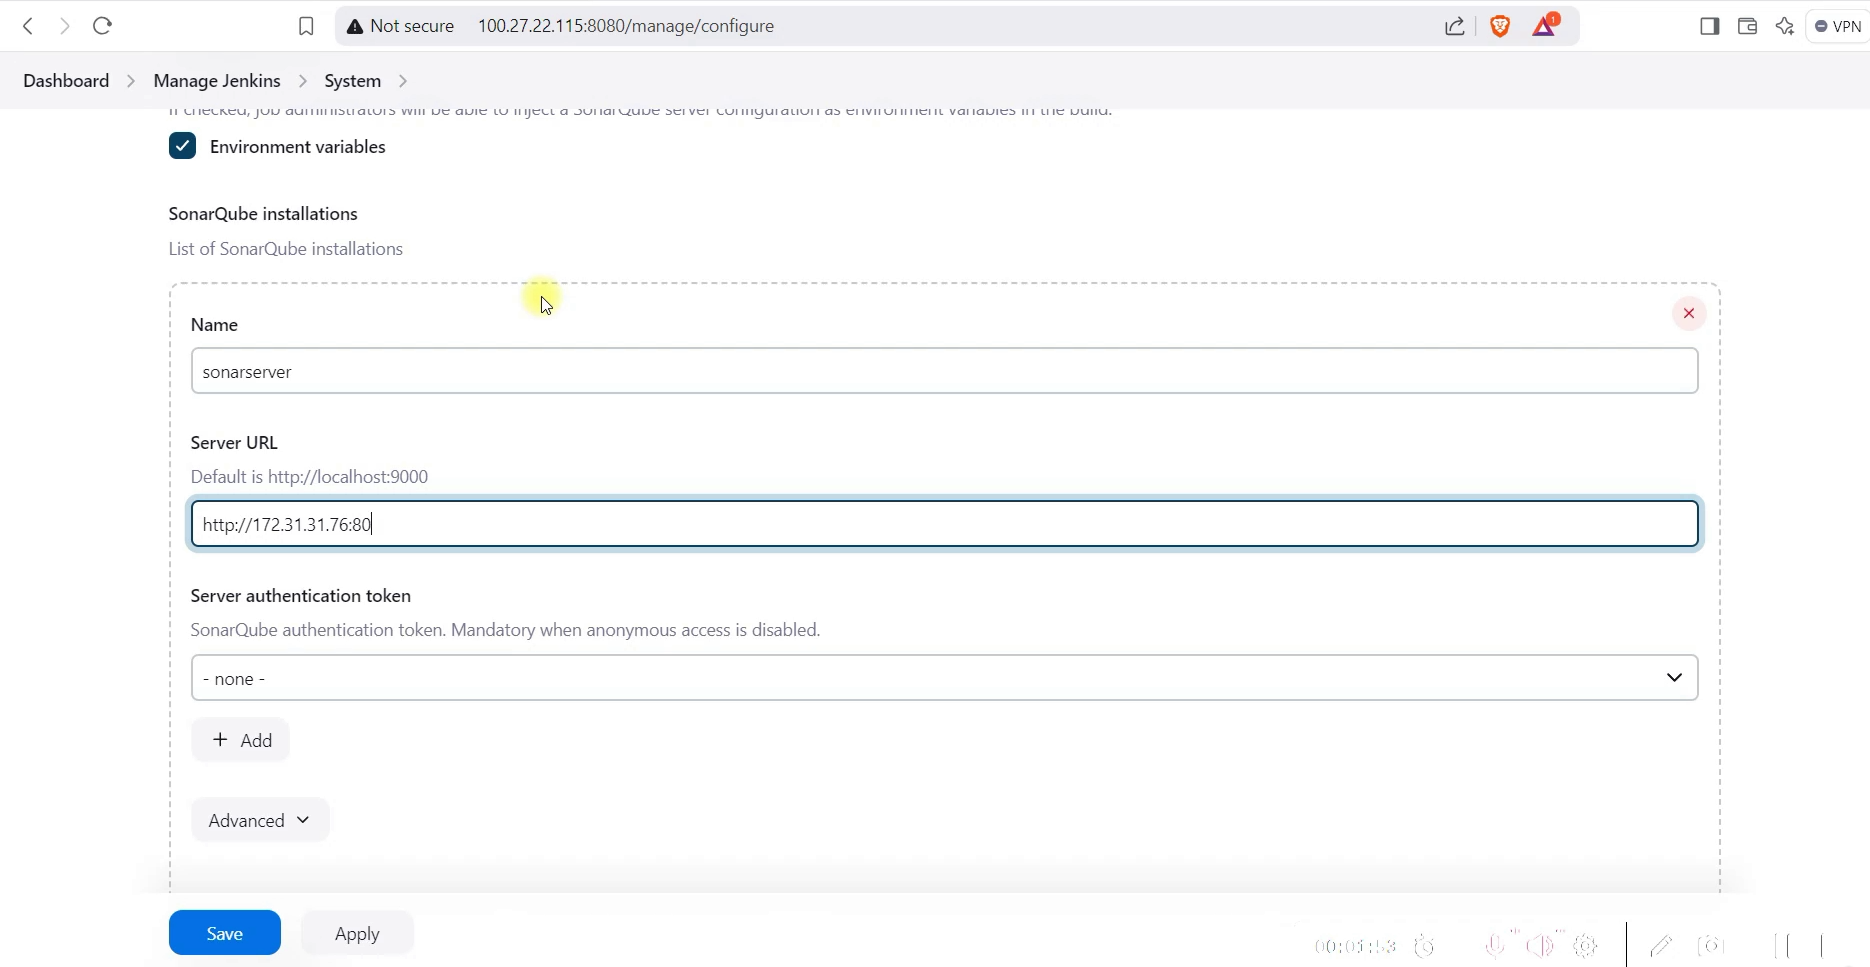 Not secure 100.27.22.115:8080/manage/configure
1
VPN
Dashboard > Manage Jenkins > System >
If checked, job administrators will be able to inject a SonarQube server configuration as environment variables in the build.
Environment variables
SonarQube installations
List of SonarQube installations
Name
sonarserver
Server URL
Default is http://localhost:9000
http://172.31.31.76:80
Server authentication token
SonarQube authentication token. Mandatory when anonymous access is disabled.
- none -
+ Add
Advanced
Save Apply
00:01:53